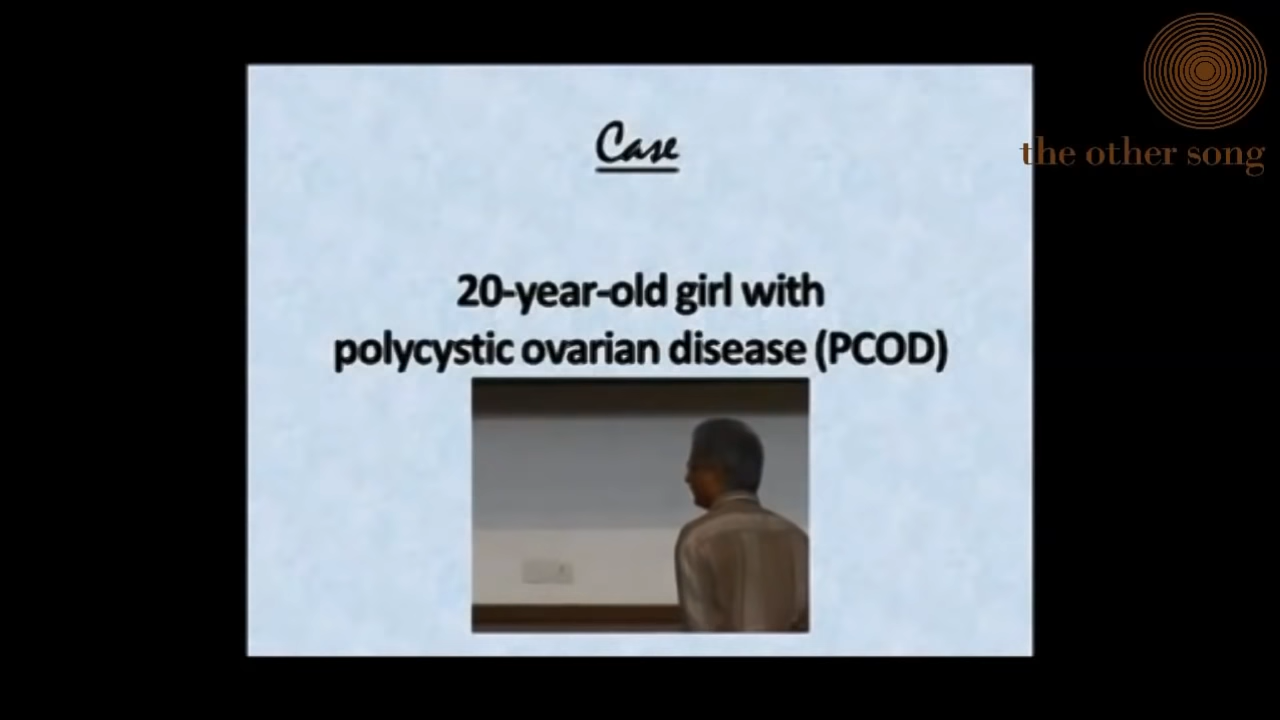 the other song
Case
20-year-old girl with
polycystic ovarian disease (PCOD)